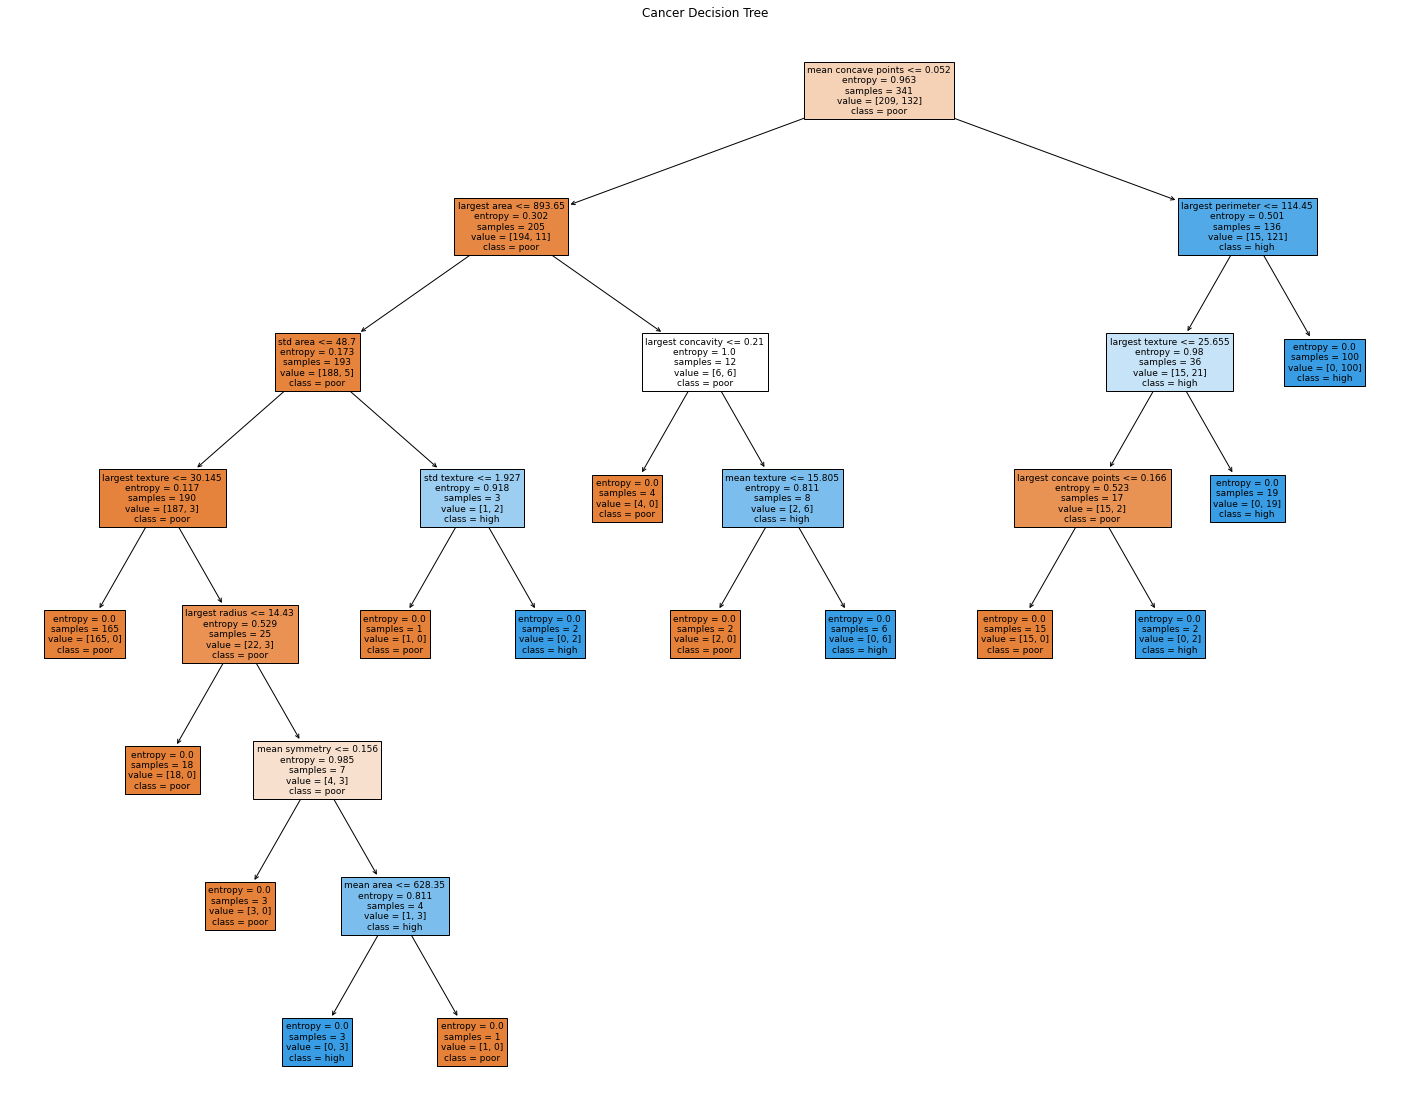 Cancer Decision Tree
mean concave points <= 0.052
entropy = 0.963
samples = 341
value = [209, 132]
class = poor
largest area <= 893.65
entropy = 0.302
samples = 205
value = [194, 11]
class = poor
largest perimeter <= 114.45
entropy = 0.501
samples = 136
value = [15, 121]
class = high
std area <= 48.7
entropy = 0.173
samples = 193
value = [188, 5]
class = poor
largest concavity <= 0.21
entropy = 1.0
samples = 12
value = [6, 6]
class = poor
largest texture <= 25.655
entropy = 0.98
samples = 36
value = [15, 21]
class = high
entropy = 0.0
samples = 100
value = [0, 100]
class = high
largest texture <= 30.145
entropy = 0.117
samples = 190
value = [187, 3]
class = poor
std texture <= 1.927
entropy = 0.918
samples = 3
value = [1, 2]
class = high
entropy = 0.0
samples = 4
value = [4, 0]
class = poor
mean texture <= 15.805
entropy = 0.811
samples = 8
value = [2, 6]
class = high
largest concave points <= 0.166
entropy = 0.523
samples = 17
value = [15, 2]
class = poor
entropy = 0.0
samples = 19
value = [0, 19]
class = high
entropy = 0.0
samples = 165
value = [165, 0]
class = poor
largest radius <= 14.43
entropy = 0.529
samples = 25
value = [22, 3]
class = poor
entropy = 0.0
samples = 1
value = [1, 0]
class = poor
entropy = 0.0
samples = 2
value = [0, 2]
class = high
entropy = 0.0
samples = 2
value = [2, 0]
class = poor
entropy = 0.0
samples = 6
value = [0, 6]
class = high
entropy = 0.0
samples = 15
value = [15, 0]
class = poor
entropy = 0.0
samples = 2
value = [0, 2]
class = high
entropy = 0.0
samples = 18
value = [18, 0]
class = poor
mean symmetry <= 0.156
entropy = 0.985
samples = 7
value = [4, 3]
class = poor
entropy = 0.0
samples = 3
value = [3, 0]
class = poor
mean area <= 628.35
entropy = 0.811
samples = 4
value = [1, 3]
class = high
entropy = 0.0
samples = 3
value = [0, 3]
class = high
entropy = 0.0
samples = 1
value = [1, 0]
class = poor